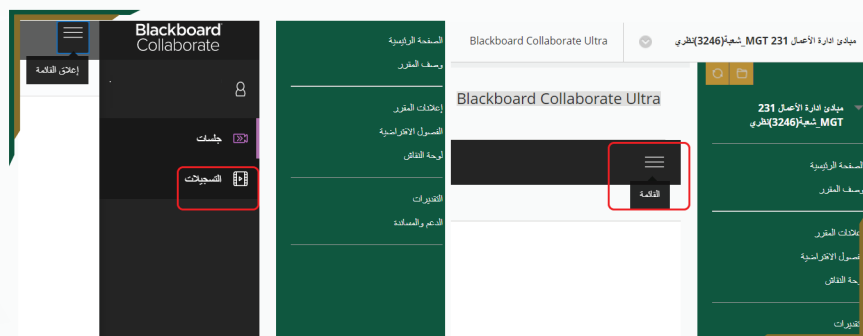 مبادئ ادارة الأعمال 231 MGT_شعبة(3246)نظري
Blackboard Collaborate Ultra
مبادئ ادارة الأعمال 231
MGT_شعبة(3246)نظري
الصفحة الرئيسية
وصف المقرر
إعلانات المقرر
الفصول الافتراضية
لوحة النقاش
التقديرات
Blackboard Collaborate Ultra
القائمة
الصفحة الرئيسية
وصف المقرر
إعلانات المقرر
الفصول الافتراضية
لوحة النقاش
التقديرات
الدعم والمساندة
Blackboard
Collaborate
إغلاق القائمة
جلسات
التسجيلات